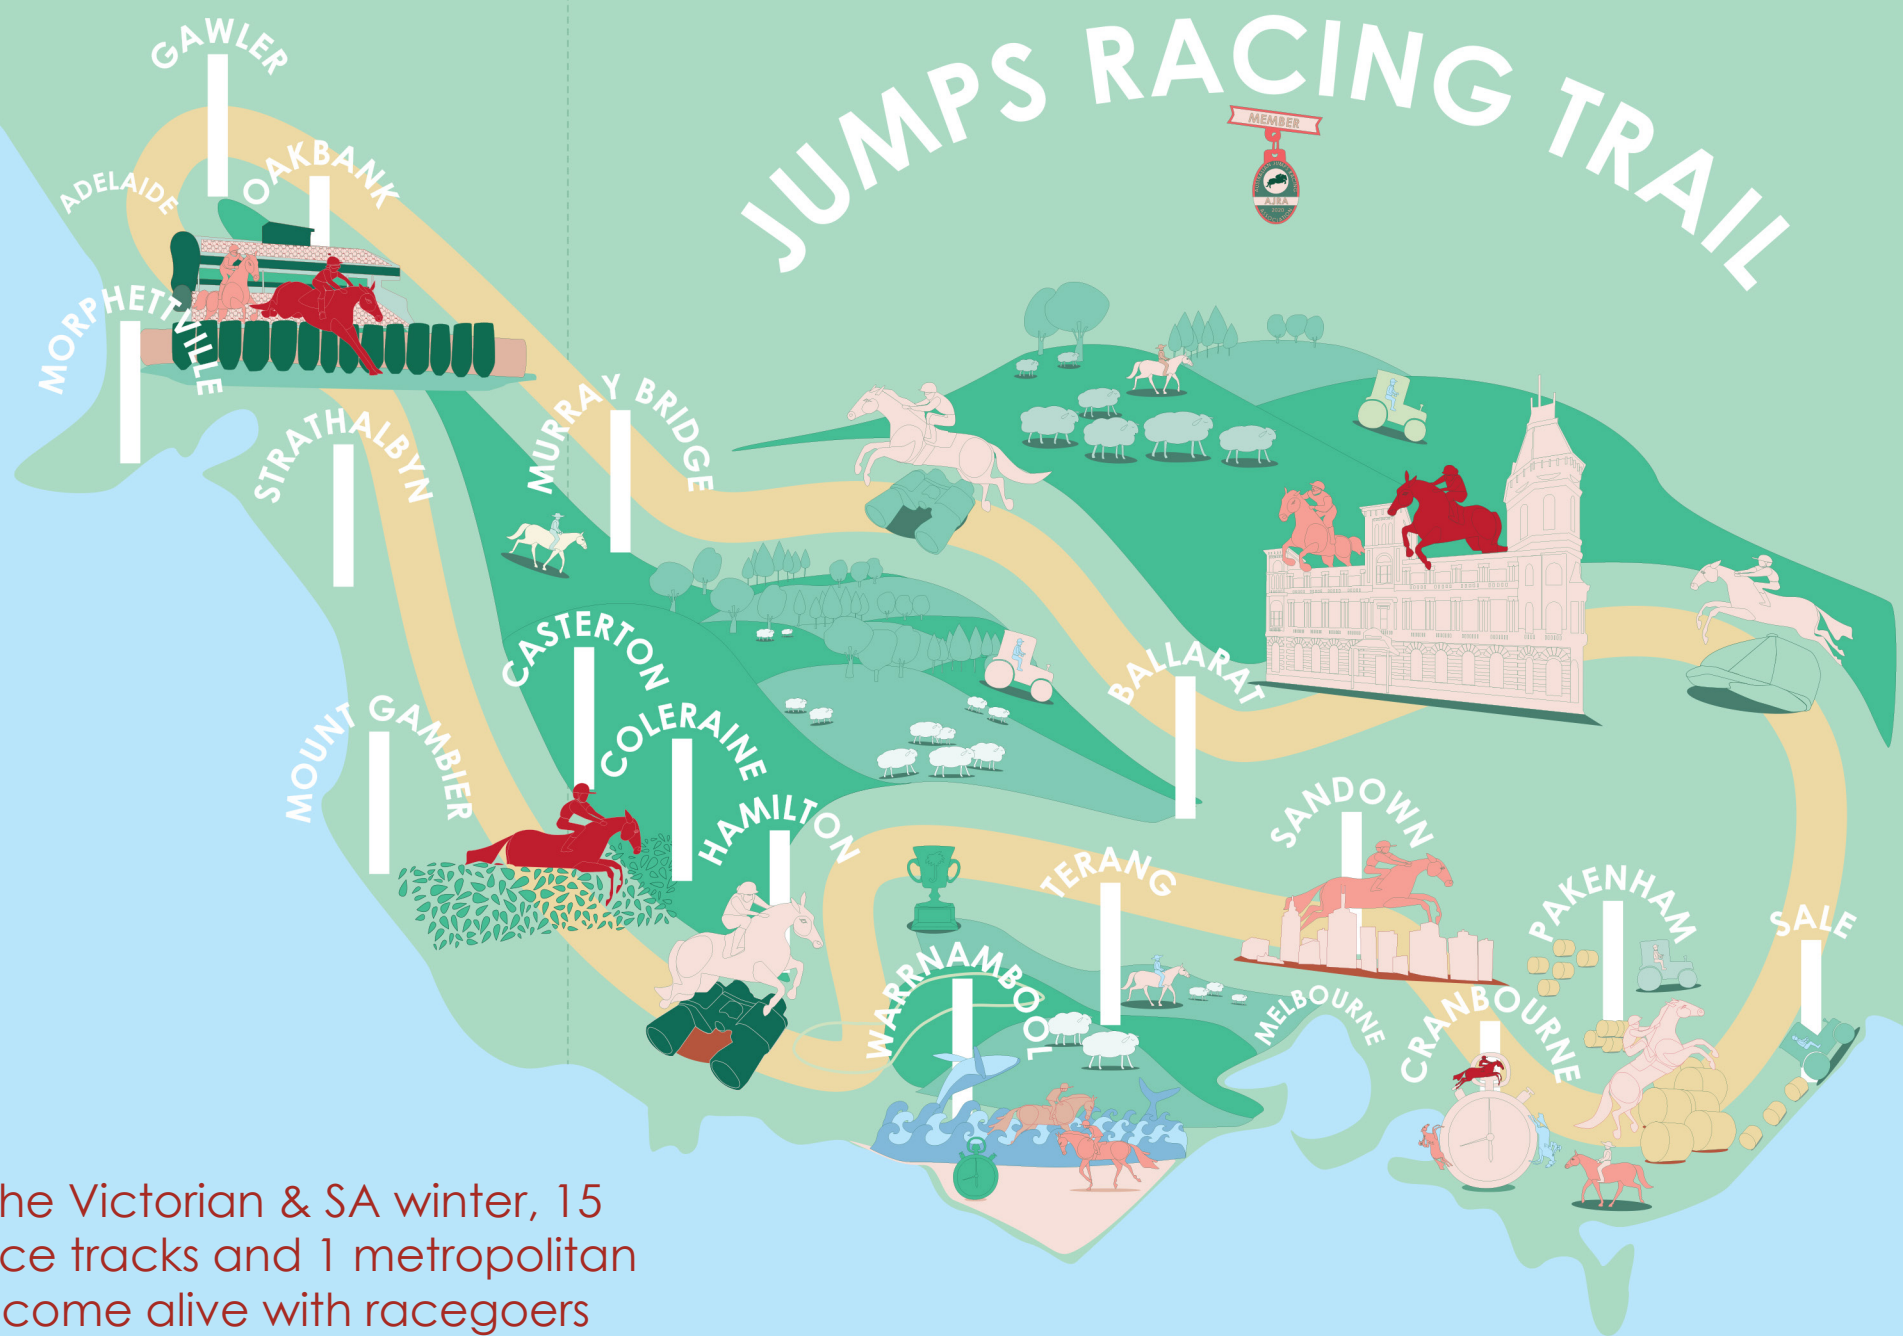 JUMPS RACING TRAIL
MEMBER
AJRA
2020
GAWLER
OAKBANK
ADELAIDE
MORPHETTVILLE
STRATHALBYN
MURRAY BRIDGE
CASTERTON
COLERAINE
MOUNT GAMBIER
HAMILTON
BALLARAT
SANDOWN
TERANG
PAKENHAM
SALE
WARRNAMBOOL
MELBOURNE
CRANBOURNE
he Victorian & SA winter, 15
ce tracks and 1 metropolitan
come alive with racegoers